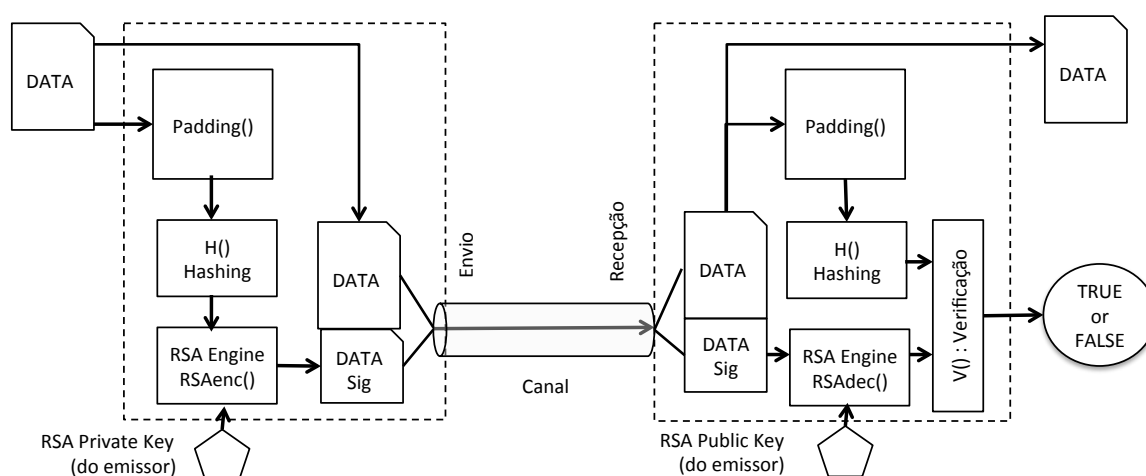 DATA
Padding()
H()
Hashing
RSA Engine
RSAenc()
RSA Private Key
(do emissor)
DATA
DATA
Sig
Envio
Canal
Recepção
DATA
DATA
Sig
Padding()
H()
Hashing
RSA Engine
RSAdec()
RSA Public Key
(do emissor)
V() : Verificação
DATA
TRUE
or
FALSE